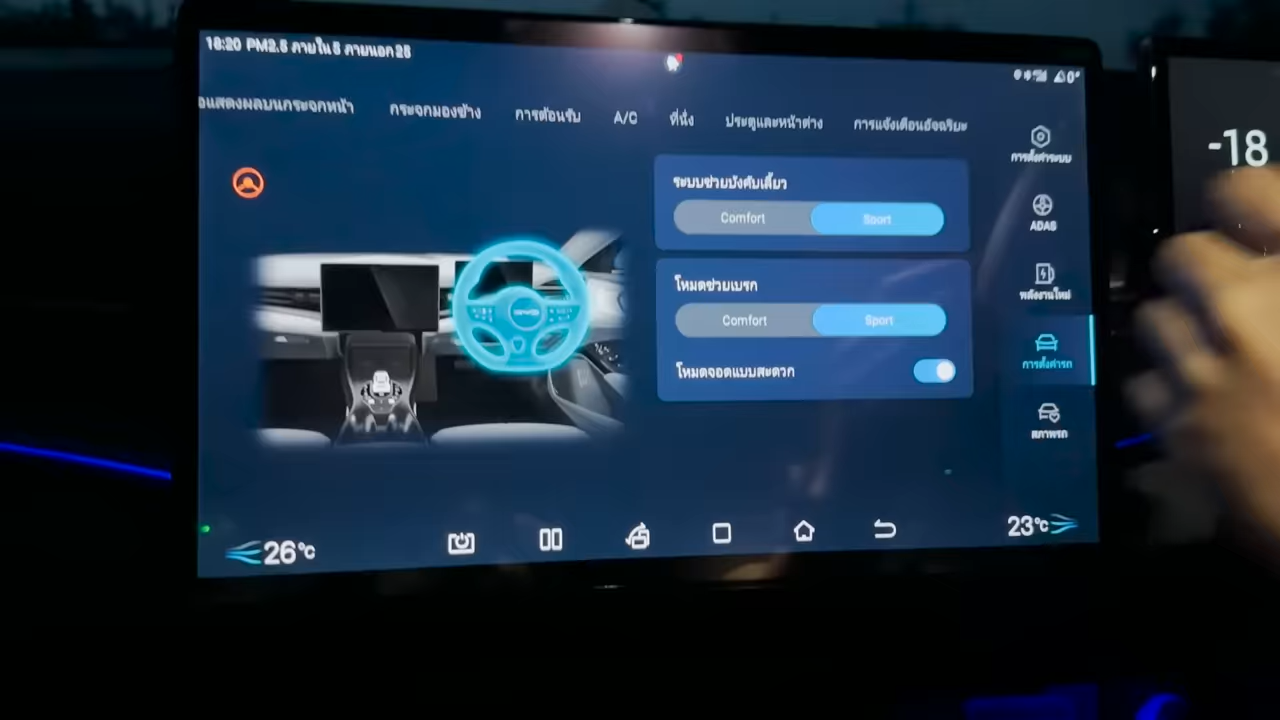 18:20 PM2.5 ภายใน 5 ภายนอก 25
0°
อแสดงผลบนกระจกหน้า กระจกมองข้าง การต้อนรับ A/C ที่นั่ง ประตูและหน้าต่าง การแจ้งเตือนอัจฉริยะ
ระบบช่วยบังคับเลี้ยว
Comfort Sport
โหมดช่วยเบรก
Comfort Sport
โหมดจอดแบบสะดวก
การตั้งค่าระบบ
ADAS
พลังงานใหม่
การตั้งค่ารถ
สภาพรถ
26°C
23°C
-18